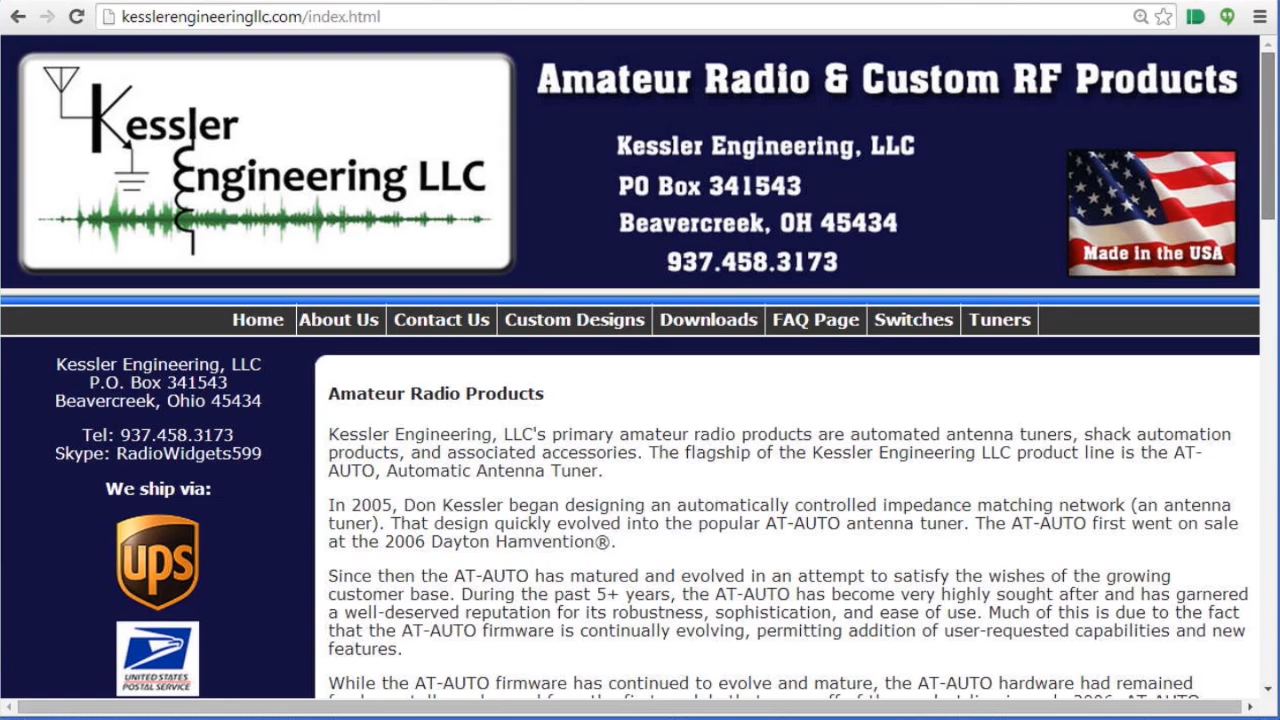 kesslerengineeringllc.com/index.html
Kessler
Engineering LLC
Amateur Radio & Custom RF Products
Kessler Engineering, LLC
PO Box 341543
Beavercreek, OH 45434
937.458.3173
Made in the USA
Home About Us Contact Us Custom Designs Downloads FAQ Page Switches Tuners
Kessler Engineering, LLC
P.O. Box 341543
Beavercreek, Ohio 45434
Tel: 937.458.3173
Skype: RadioWidgets599
We ship via:
ups
UNITED STATES
POSTAL SERVICE
Amateur Radio Products
Kessler Engineering, LLC's primary amateur radio products are automated antenna tuners, shack automation
products, and associated accessories. The flagship of the Kessler Engineering LLC product line is the AT-
AUTO, Automatic Antenna Tuner.
In 2005, Don Kessler began designing an automatically controlled impedance matching network (an antenna
tuner). That design quickly evolved into the popular AT-AUTO antenna tuner. The AT-AUTO first went on sale
at the 2006 Dayton Hamvention®.
Since then the AT-AUTO has matured and evolved in an attempt to satisfy the wishes of the growing
customer base. During the past 5+ years, the AT-AUTO has become very highly sought after and has garnered
a well-deserved reputation for its robustness, sophistication, and ease of use. Much of this is due to the fact
that the AT-AUTO firmware is continually evolving, permitting addition of user-requested capabilities and new
features.
While the AT-AUTO firmware has continued to evolve and mature, the AT-AUTO hardware had remained